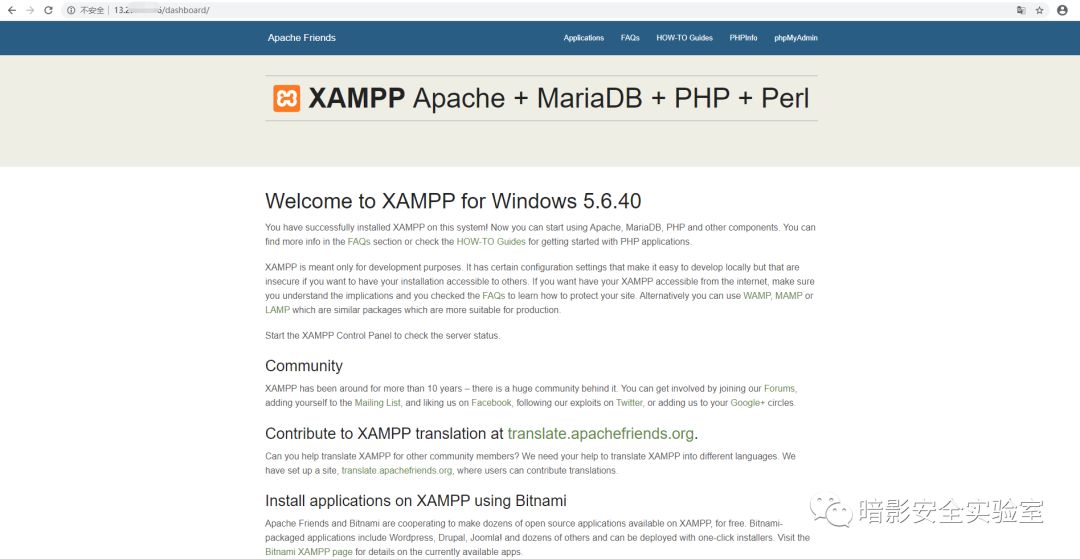 不安全 13.2 /dashboard/
Apache Friends Applications FAQs HOW-TO Guides PHPInfo phpMyAdmin
XAMPP Apache + MariaDB + PHP + Perl
Welcome to XAMPP for Windows 5.6.40
You have successfully installed XAMPP on this system! Now you can start using Apache, MariaDB, PHP and other components. You can
find more info in the FAQs section or check the HOW-TO Guides for getting started with PHP applications.
XAMPP is meant only for development purposes. It has certain configuration settings that make it easy to develop locally but that are
insecure if you want to have your installation accessible to others. If you want have your XAMPP accessible from the internet, make sure
you understand the implications and you checked the FAQs to learn how to protect your site. Alternatively you can use WAMP, MAMP or
LAMP which are similar packages which are more suitable for production.
Start the XAMPP Control Panel to check the server status.
Community
XAMPP has been around for more than 10 years – there is a huge community behind it. You can get involved by joining our Forums,
adding yourself to the Mailing List, and liking us on Facebook, following our exploits on Twitter, or adding us to your Google+ circles.
Contribute to XAMPP translation at translate.apachefriends.org.
Can you help translate XAMPP for other community members? We need your help to translate XAMPP into different languages. We
have set up a site, translate.apachefriends.org, where users can contribute translations.
Install applications on XAMPP using Bitnami
Apache Friends and Bitnami are cooperating to make dozens of open source applications available on XAMPP, for free. Bitnami-
packaged applications include Wordpress, Drupal, Joomla! and dozens of others and can be deployed with one-click installers. Visit the
Bitnami XAMPP page for details on the currently available apps.
暗影安全实验室